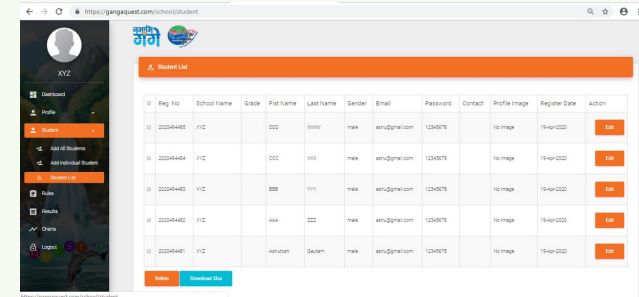 https://gangaquest.com/school/student
नमामि
गंगे
XYZ
Dashboard
Profile
Student
Add All Students
Add Individual Student
Student List
Rules
Results
Charts
Logout
Student List
Reg. No School Name Grade Fist Name Last Name Gender Email Password Contact Profile Image Register Date Action
2020494485 XYZ DDD WWW male ashu@gmail.com 12345678 No Image 19-Apr-2020 Edit
2020494484 XYZ CCC XXX male ashu@gmail.com 12345678 No Image 19-Apr-2020 Edit
2020494483 XYZ BBB YYY male ashu@gmail.com 12345678 No Image 19-Apr-2020 Edit
2020494482 XYZ AAA ZZZ male ashu@gmail.com 12345678 No Image 19-Apr-2020 Edit
2020494481 XYZ Ashutosh Gautam male ashu@gmail.com 12345678 No Image 19-Apr-2020 Edit
Delete Download Xlsx
https://gangaquest.com/school/student